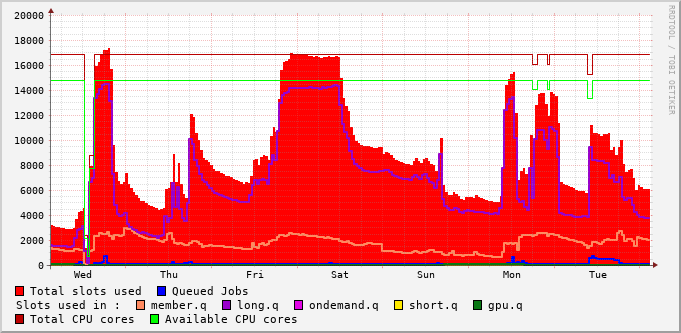 20000
18000
16000
14000
12000
10000
8000
6000
4000
2000
0
Wed Thu Fri Sat Sun Mon Tue
RRDTOOL / TOBI OETIKER
Total slots used Queued Jobs
Slots used in : member.q long.q ondemand.q short.q gpu.q
Total CPU cores Available CPU cores